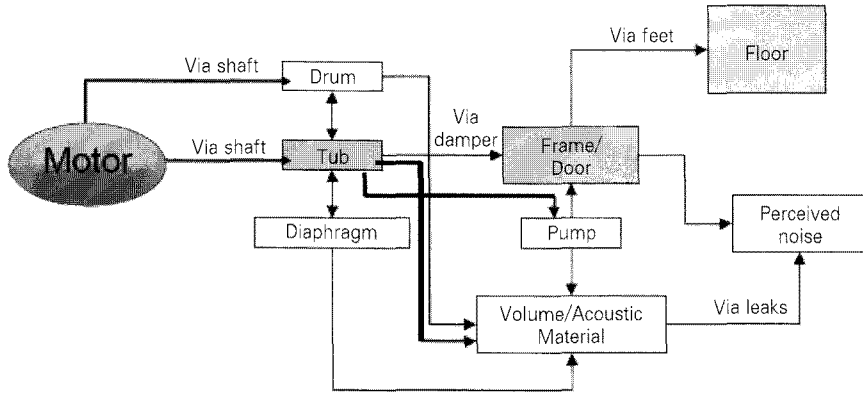 Via feet
Floor
Via shaft
Drum
Via
damper
Via shaft
Motor
Tub
Frame/
Door
Diaphragm
Pump
Perceived
noise
Volume/Acoustic
Material
Via leaks